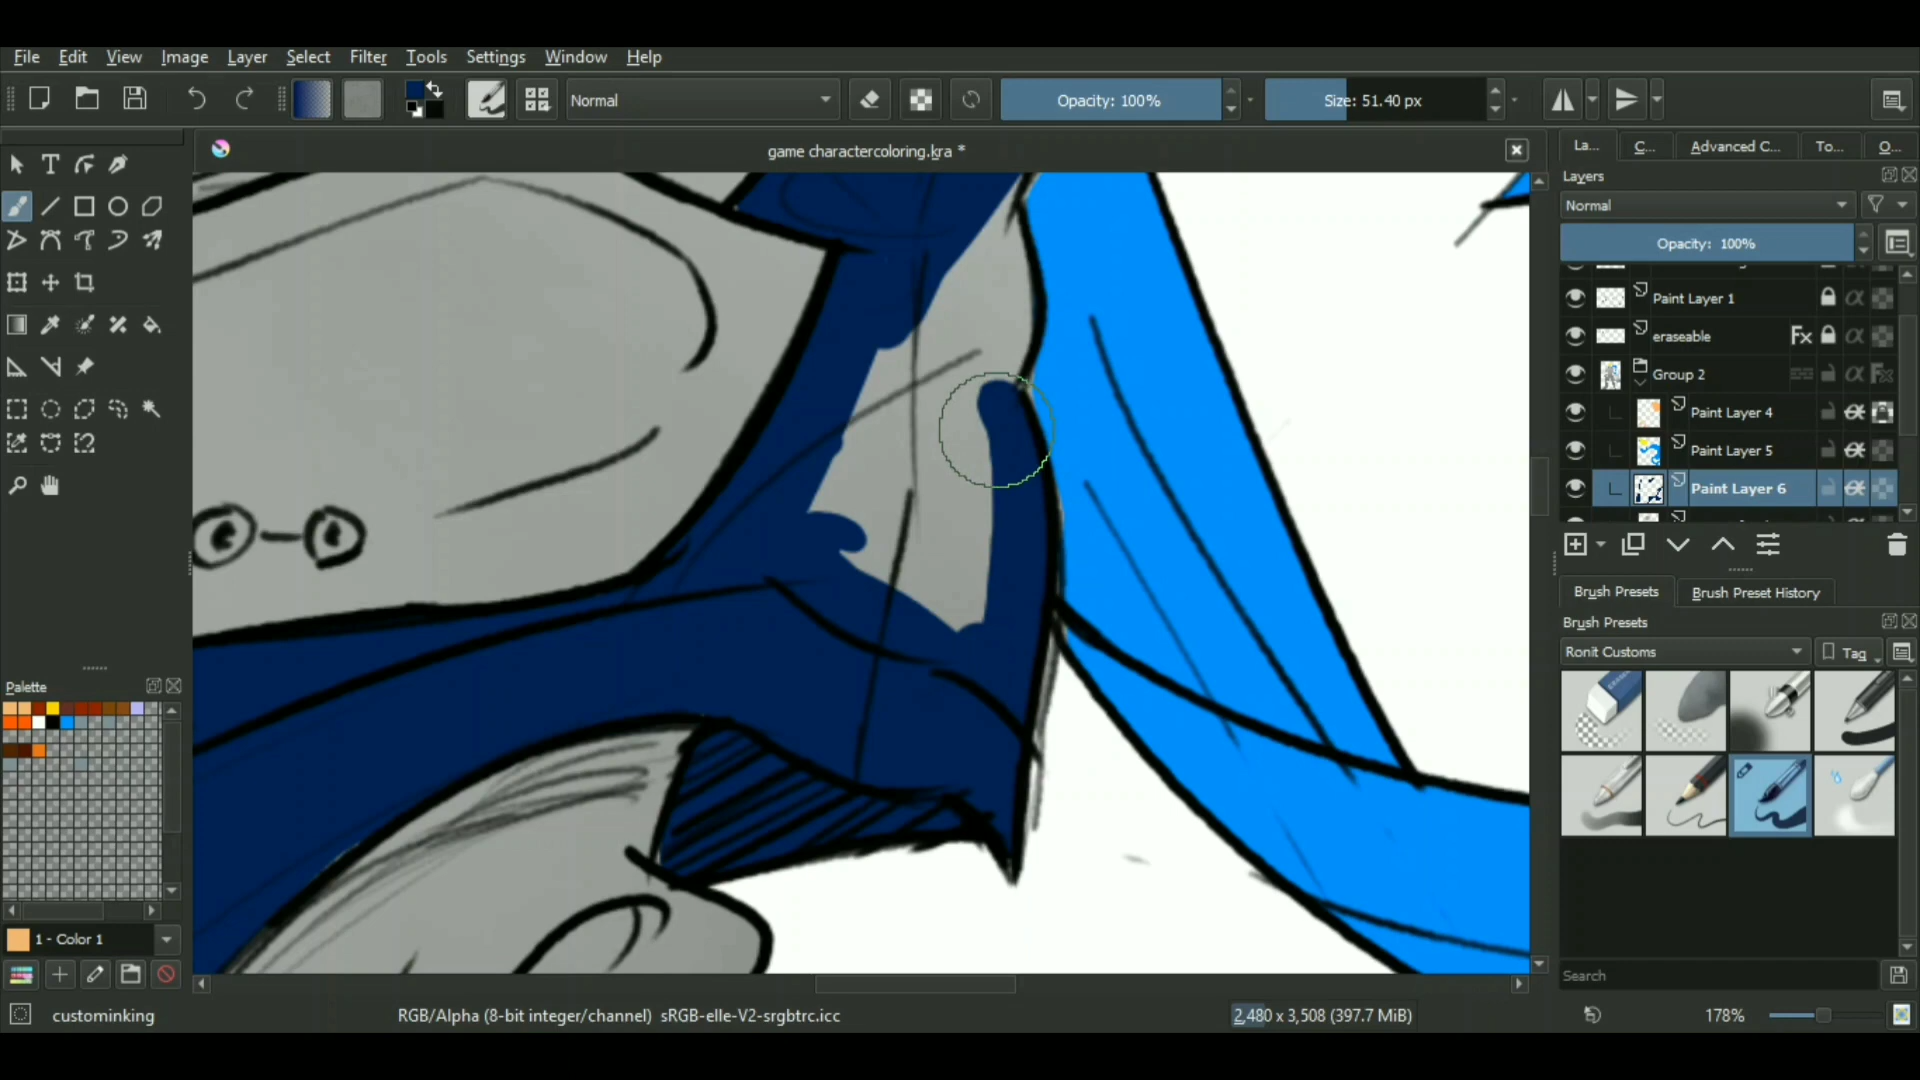 File Edit View Image Layer Select Filter Tools Settings Window Help
Normal
Opacity: 100%
Size: 51.40 px
game charactercoloring.kra *
La... C... Advanced C... To... O...
Layers
Normal
Opacity: 100%
Paint Layer 1
eraseable
Fx
Group 2
Paint Layer 4
Paint Layer 5
Paint Layer 6
Brush Presets Brush Preset History
Brush Presets
Ronit Customs
Tag
Palette
1 - Color 1
Search
custominking
RGB/Alpha (8-bit integer/channel) sRGB-elle-V2-srgbtrc.icc
2,480 x 3,508 (397.7 MiB)
178%